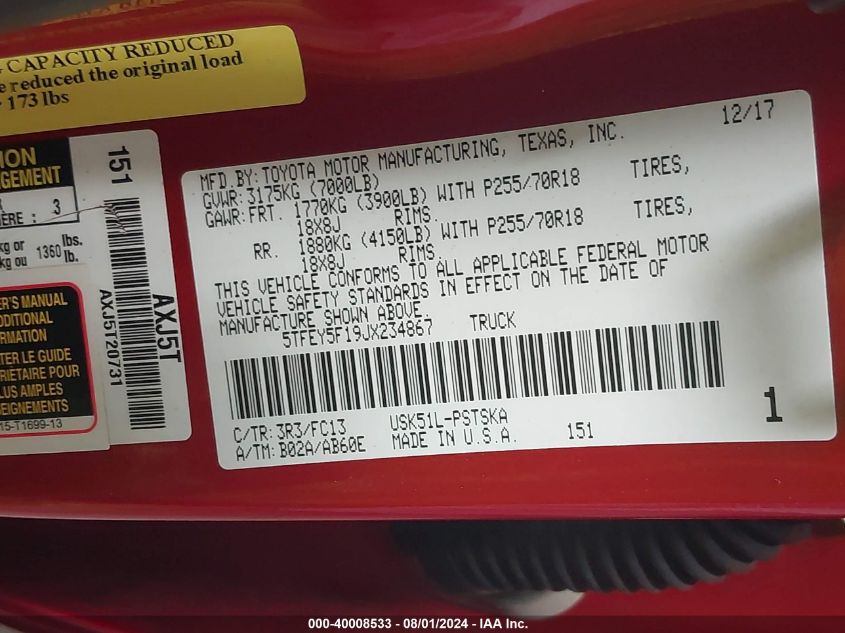 G CAPACITY REDUCED
e reduced the original load
173 lbs
151
ION
GEMENT
ERE : 3
kg or 1360 lbs.
kg ou lb.
AXJ5T20731
AXJ5T
ER'S MANUAL
DDITIONAL
ORMATION
TER LE GUIDE
PRIÉTAIRE POUR
LUS AMPLES
SEIGNEMENTS
15-T1699-13
12/17
MFD.BY:TOYOTA MOTOR MANUFACTURING, TEXAS, INC.
GVWR:3175KG (7000LB)
GAWR:FRT. 1770KG (3900LB) WITH P255/70R18 TIRES,
18X8J RIMS.
RR. 1880KG (4150LB) WITH P255/70R18 TIRES,
18X8J RIMS.
THIS VEHICLE CONFORMS TO ALL APPLICABLE FEDERAL MOTOR
VEHICLE SAFETY STANDARDS IN EFFECT ON THE DATE OF
MANUFACTURE SHOWN ABOVE.
5TFEY5F19JX234867 TRUCK
C/TR: 3R3/FC13 USK51L-PSTSKA
A/TM: B02A/AB60E MADE IN U.S.A. 151
1
000-40008533 - 08/01/2024 - IAA Inc.